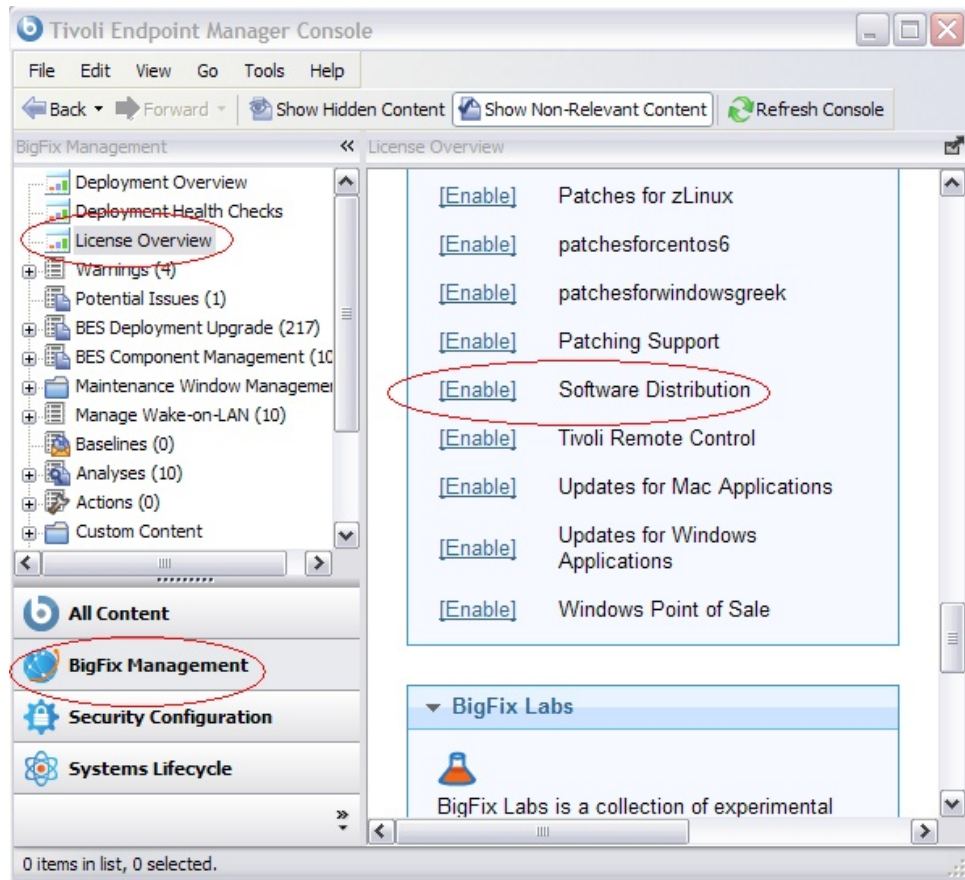 Tivoli Endpoint Manager Console
File Edit View Go Tools Help
Back Forward Show Hidden Content Show Non-Relevant Content Refresh Console
BigFix Management
Deployment Overview
Deployment Health Checks
License Overview
Warnings (4)
Potential Issues (1)
BES Deployment Upgrade (217)
BES Component Management (10
Maintenance Window Manageme
Manage Wake-on-LAN (10)
Baselines (0)
Analyses (10)
Actions (0)
Custom Content
All Content
BigFix Management
Security Configuration
Systems Lifecycle
License Overview
[Enable] Patches for zLinux
[Enable] patchesforcentos6
[Enable] patchesforwindowsgreek
[Enable] Patching Support
[Enable] Software Distribution
[Enable] Tivoli Remote Control
[Enable] Updates for Mac Applications
[Enable] Updates for Windows
Applications
[Enable] Windows Point of Sale
BigFix Labs
BigFix Labs is a collection of experimental
0 items in list, 0 selected.